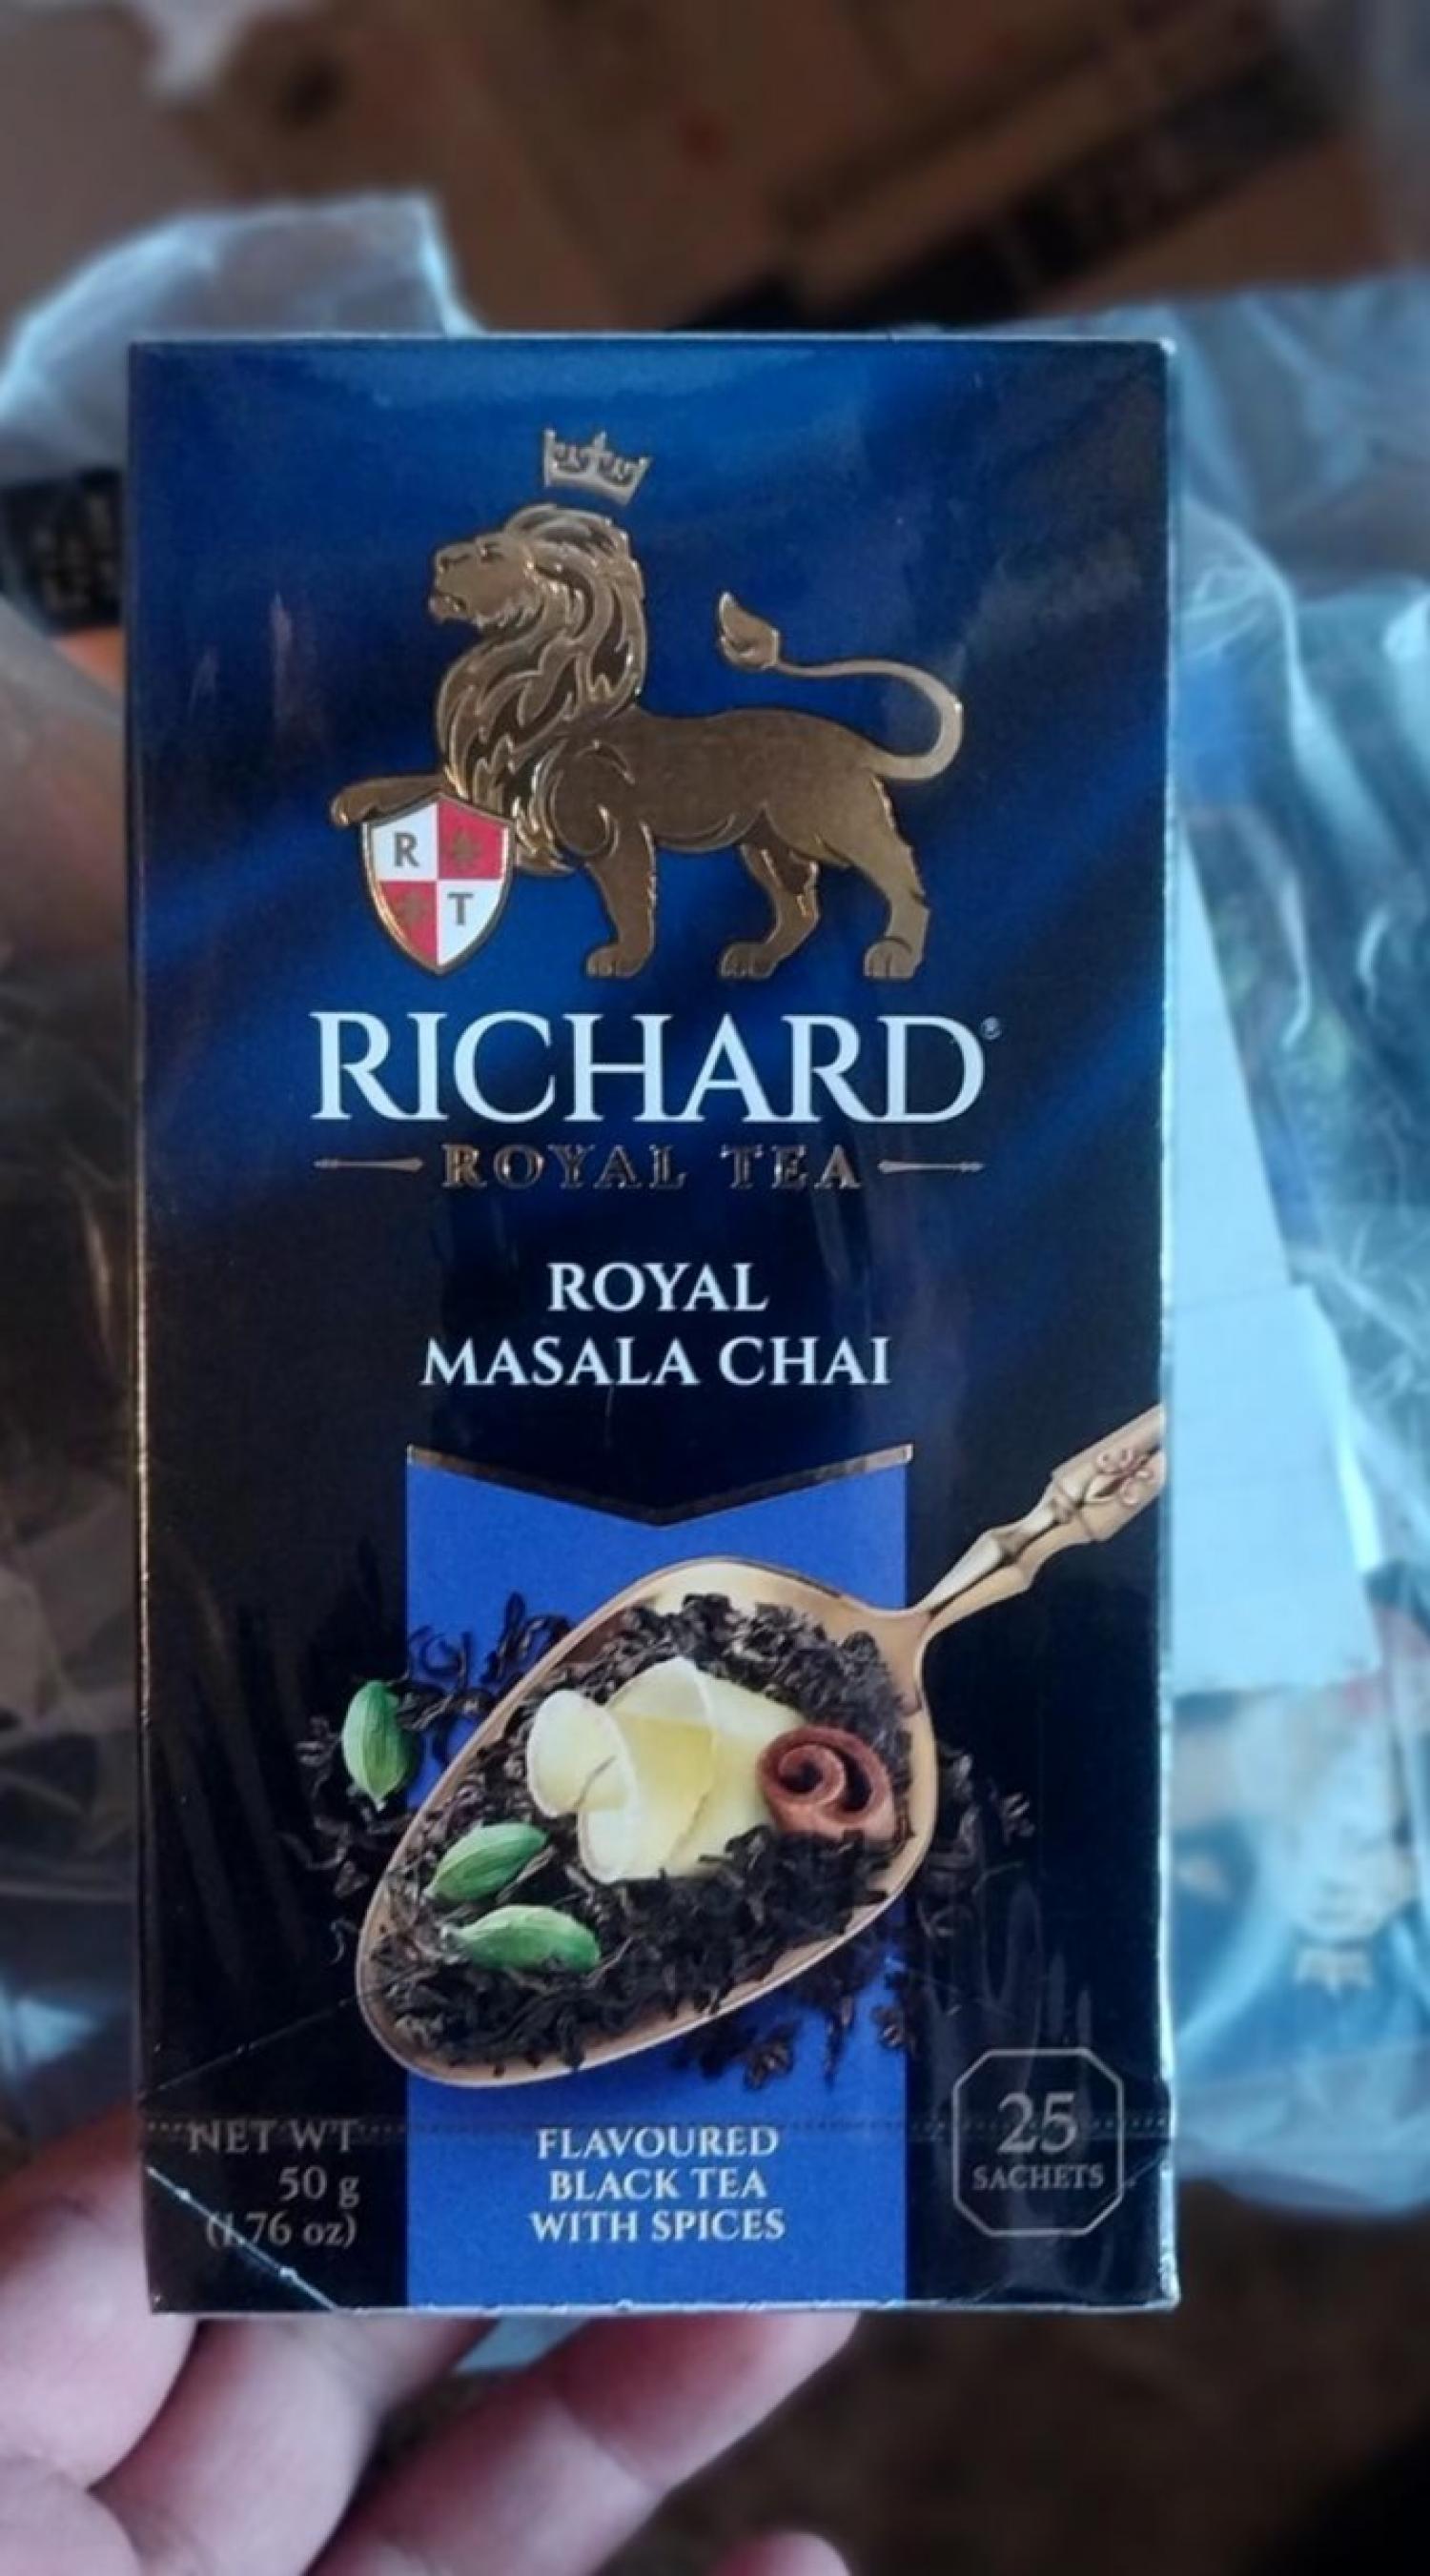 R
T
RICHARD®
ROYAL TEA
ROYAL
MASALA CHAI
NET WT
50 g
(1.76 oz)
FLAVOURED
BLACK TEA
WITH SPICES
25
SACHETS